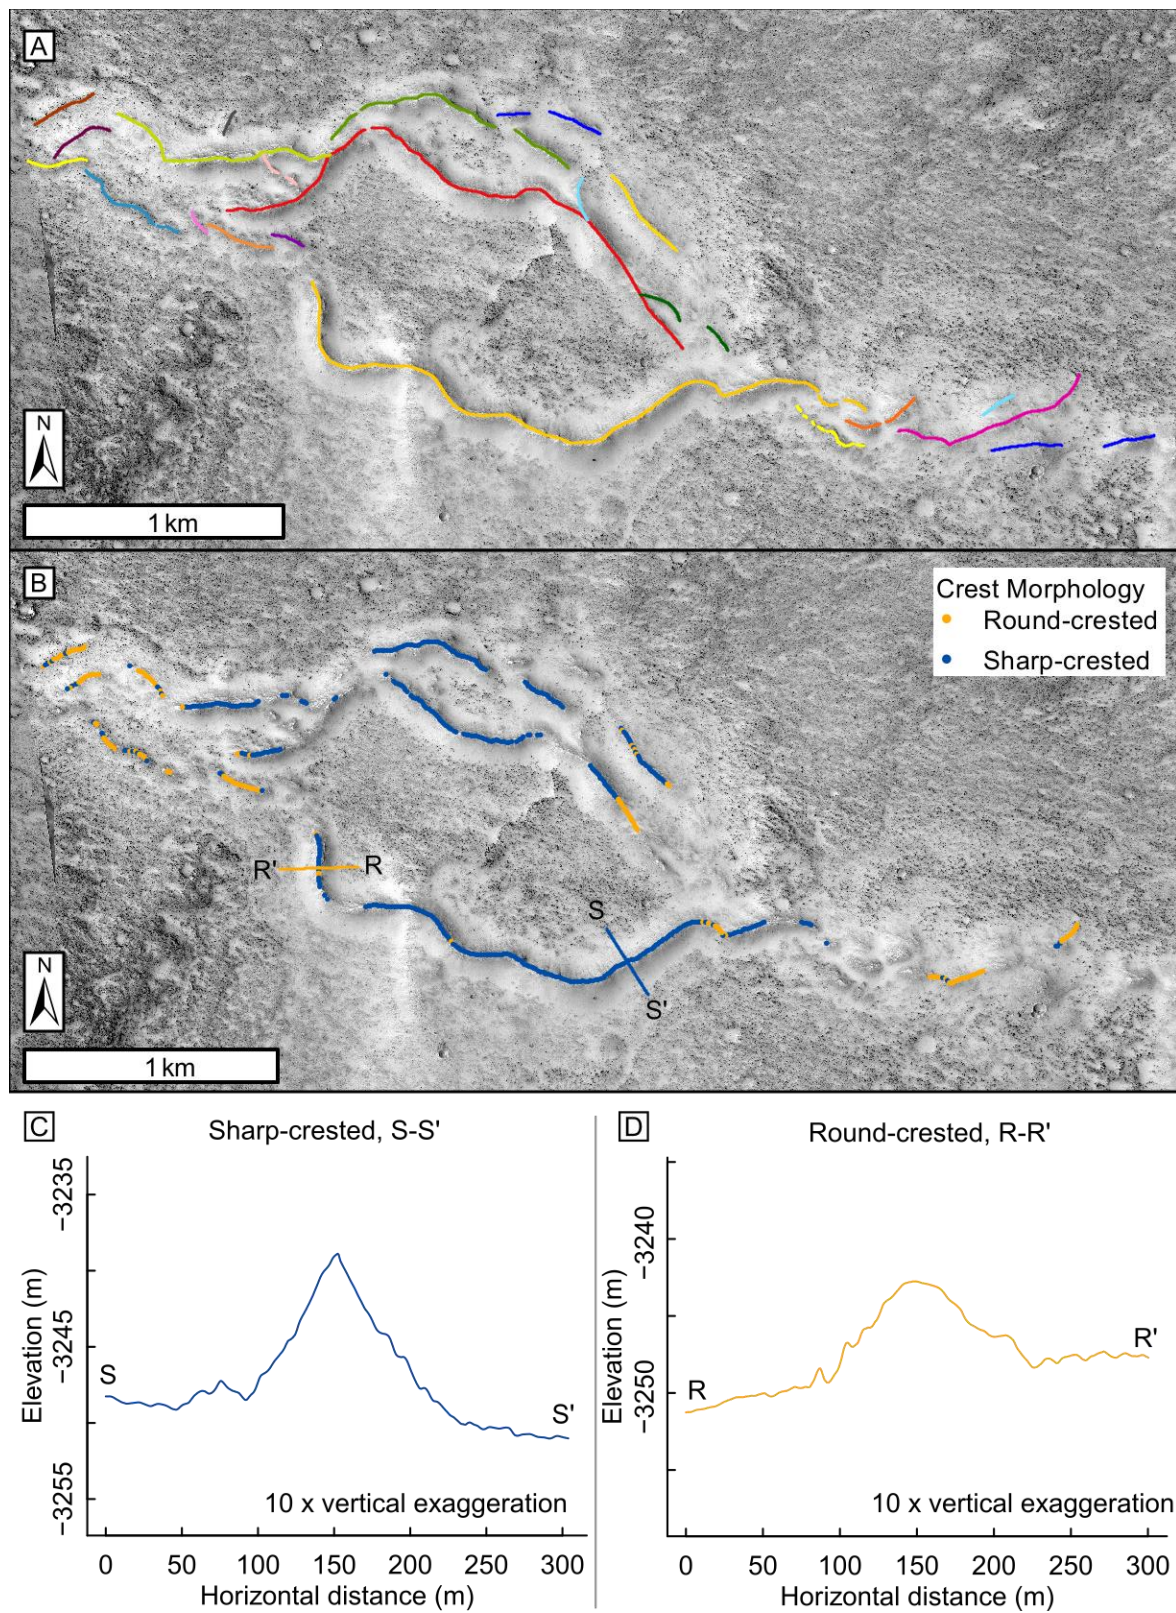 A
N
1 km
B
Crest Morphology
Round-crested
Sharp-crested
R'
R
S
S'
N
1 km
C
Sharp-crested, S-S'
Elevation (m)
−3235
−3245
−3255
S
S'
10 x vertical exaggeration
0 50 100 150 200 250 300
Horizontal distance (m)
D
Round-crested, R-R'
Elevation (m)
−3240
−3250
R
R'
10 x vertical exaggeration
0 50 100 150 200 250 300
Horizontal distance (m)